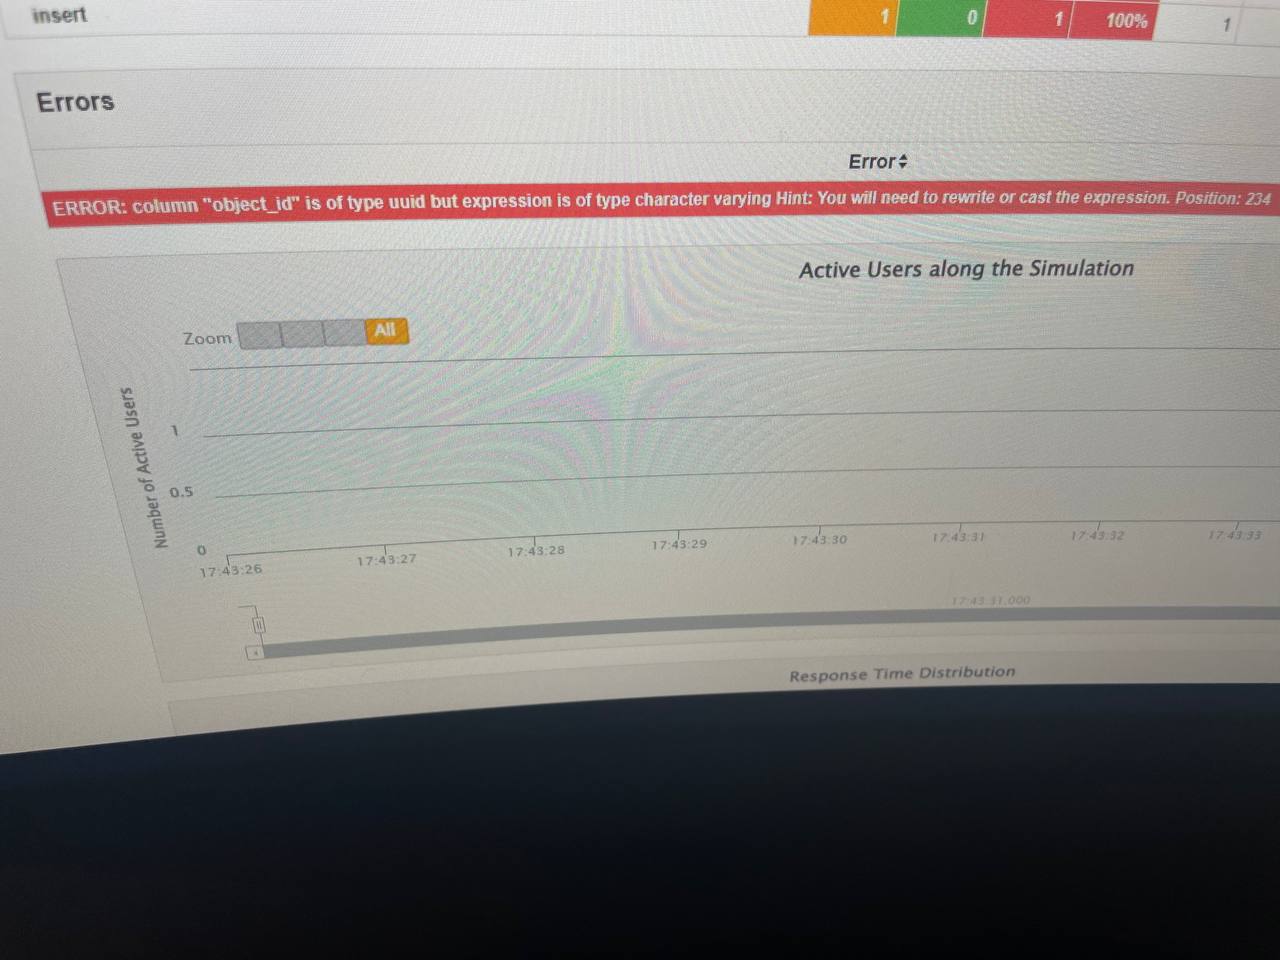 insert 1 0 1 100% 1
Errors
Error
ERROR: column "object_id" is of type uuid but expression is of type character varying Hint: You will need to rewrite or cast the expression. Position: 234
Active Users along the Simulation
Zoom All
Number of Active Users
1
0.5
0
17:43:26 17:43:27 17:43:28 17:43:29 17:43:30 17:43:31 17:43:32 17:43:33
17:43:31.000
Response Time Distribution